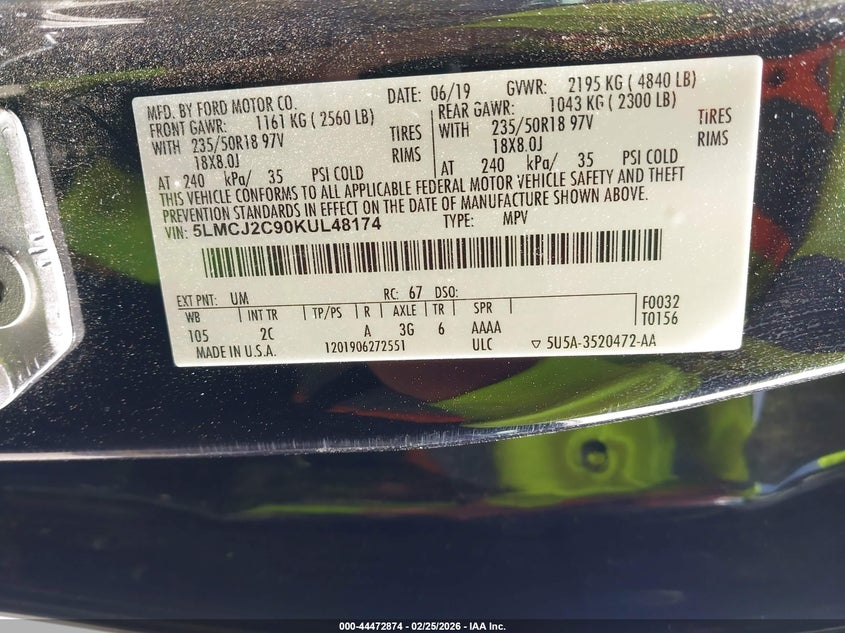 MFD. BY FORD MOTOR CO. DATE: 06/19 GVWR: 2195 KG ( 4840 LB)
FRONT GAWR: 1161 KG ( 2560 LB) REAR GAWR: 1043 KG ( 2300 LB)
WITH 235/50R18 97V TIRES WITH 235/50R18 97V TIRES
18X8.0J RIMS 18X8.0J RIMS
AT 240 kPa/ 35 PSI COLD AT 240 kPa/ 35 PSI COLD
THIS VEHICLE CONFORMS TO ALL APPLICABLE FEDERAL MOTOR VEHICLE SAFETY AND THEFT
PREVENTION STANDARDS IN EFFECT ON THE DATE OF MANUFACTURE SHOWN ABOVE.
VIN: 5LMCJ2C90KUL48174 TYPE: MPV
EXT PNT: UM RC: 67 DSO:
WB INT TR TP/PS R AXLE TR SPR F0032
105 2C A 3G 6 AAAA T0156
MADE IN U.S.A. 1201906272551 ULC ▽ 5U5A-3520472-AA
000-44472874 - 02/25/2026 - IAA Inc.